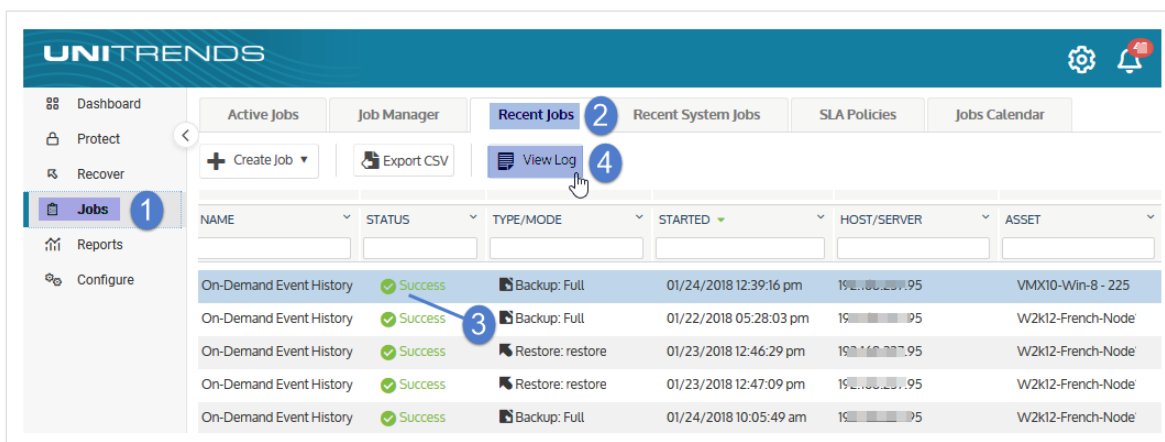 UNITRENDS
Dashboard
Protect
Recover
Jobs 1
Reports
Configure
Active Jobs Job Manager Recent Jobs 2 Recent System Jobs SLA Policies Jobs Calendar
Create Job Export CSV View Log 4
NAME STATUS TYPE/MODE STARTED HOST/SERVER ASSET
On-Demand Event History Success Backup: Full 01/24/2018 12:39:16 pm VMX10-Win-8 - 225
3
On-Demand Event History Success Backup: Full 01/22/2018 05:28:03 pm W2k12-French-Node
On-Demand Event History Success Restore: restore 01/23/2018 12:46:29 pm W2k12-French-Node
On-Demand Event History Success Restore: restore 01/23/2018 12:47:09 pm W2k12-French-Node
On-Demand Event History Success Backup: Full 01/24/2018 10:05:49 am W2k12-French-Node